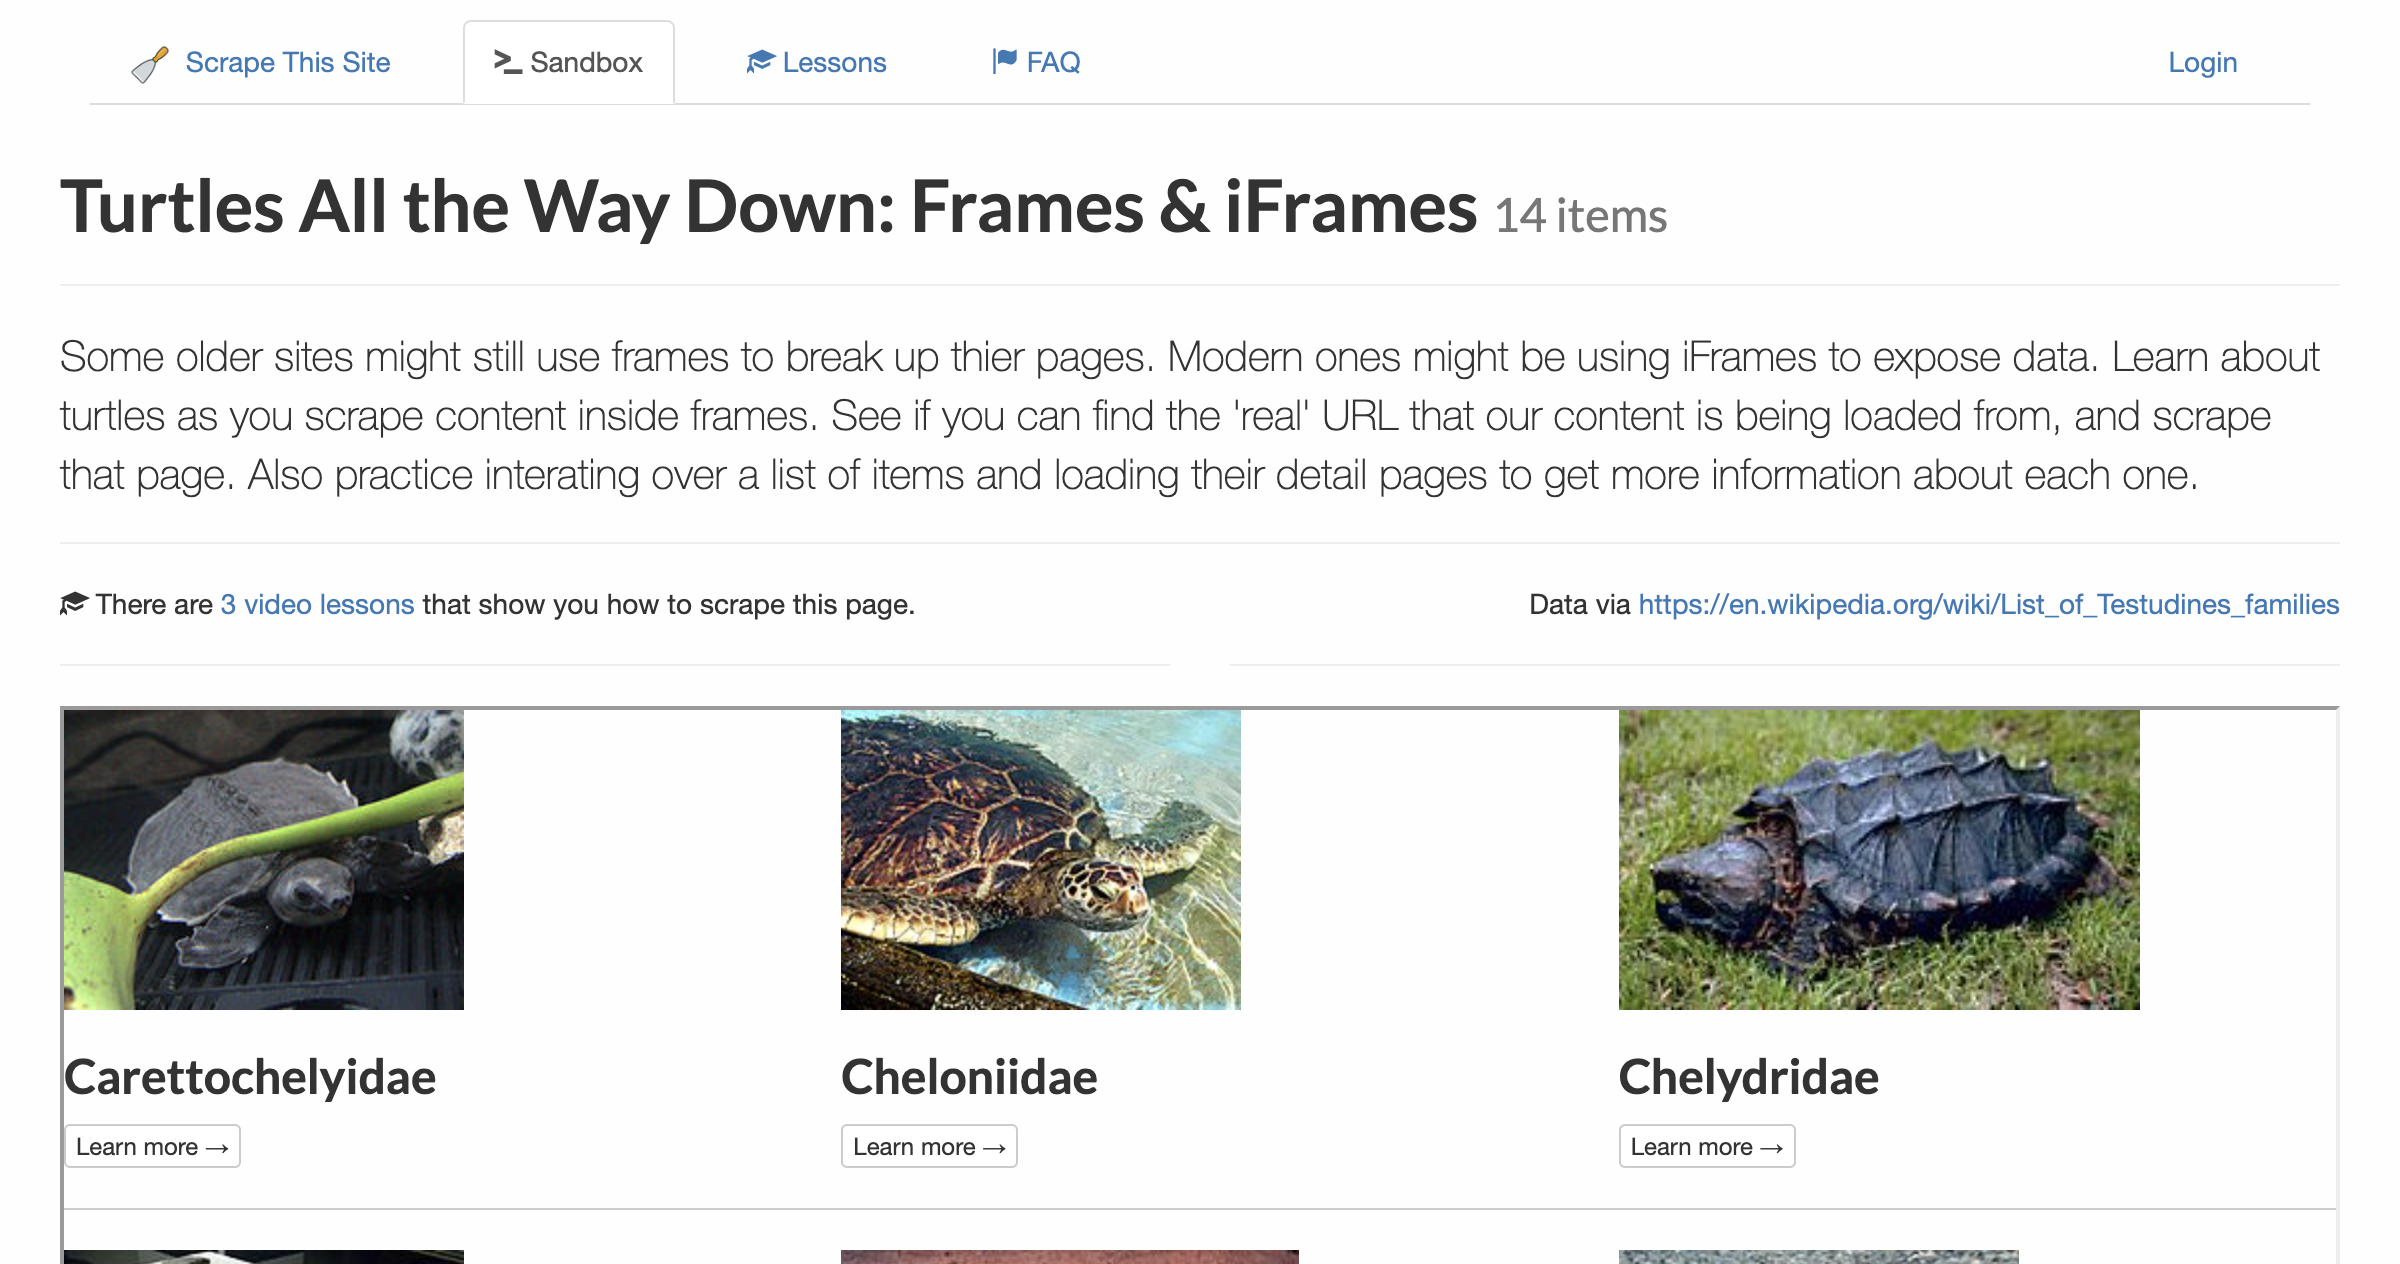 Scrape This Site
Sandbox
Lessons
FAQ
Login
Turtles All the Way Down: Frames & iFrames 14 items
Some older sites might still use frames to break up thier pages. Modern ones might be using iFrames to expose data. Learn about
turtles as you scrape content inside frames. See if you can find the 'real' URL that our content is being loaded from, and scrape
that page. Also practice interating over a list of items and loading their detail pages to get more information about each one.
There are 3 video lessons that show you how to scrape this page.
Data via https://en.wikipedia.org/wiki/List_of_Testudines_families
Carettochelyidae
Learn more →
Cheloniidae
Learn more →
Chelydridae
Learn more →